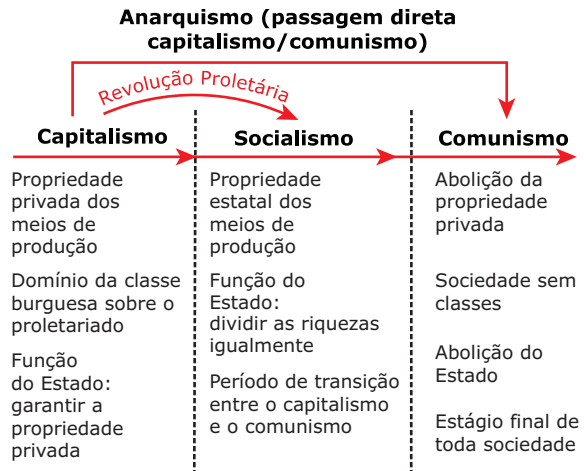 Anarquismo (passagem direta
capitalismo/comunismo)
Revolução Proletária
Capitalismo
Propriedade
privada dos
meios de
produção
Domínio da classe
burguesa sobre o
proletariado
Função
do Estado:
garantir a
propriedade
privada
Socialismo
Propriedade
estatal dos
meios de
produção
Função do
Estado:
dividir as riquezas
igualmente
Período de transição
entre o capitalismo
e o comunismo
Comunismo
Abolição da
propriedade
privada
Sociedade sem
classes
Abolição do
Estado
Estágio final de
toda sociedade